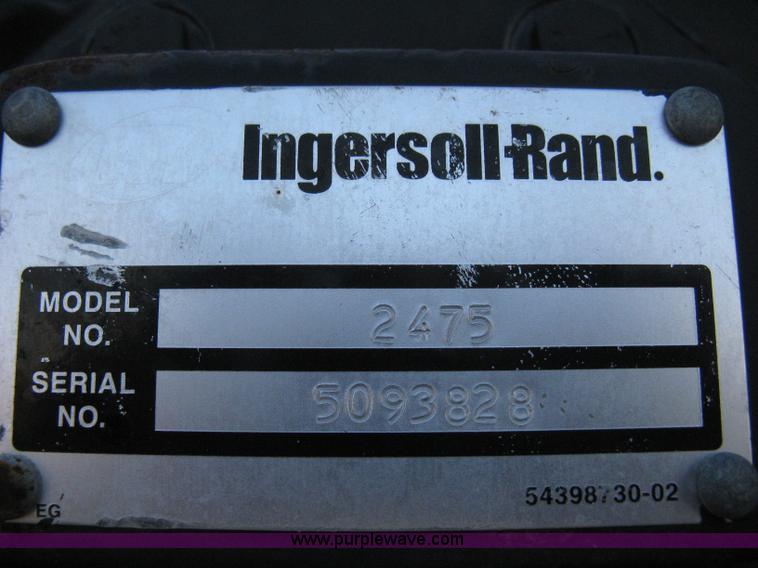 Ingersoll-Rand.
MODEL NO. 2475
SERIAL NO. 5093828
EG
54398730-02
www.purplewave.com